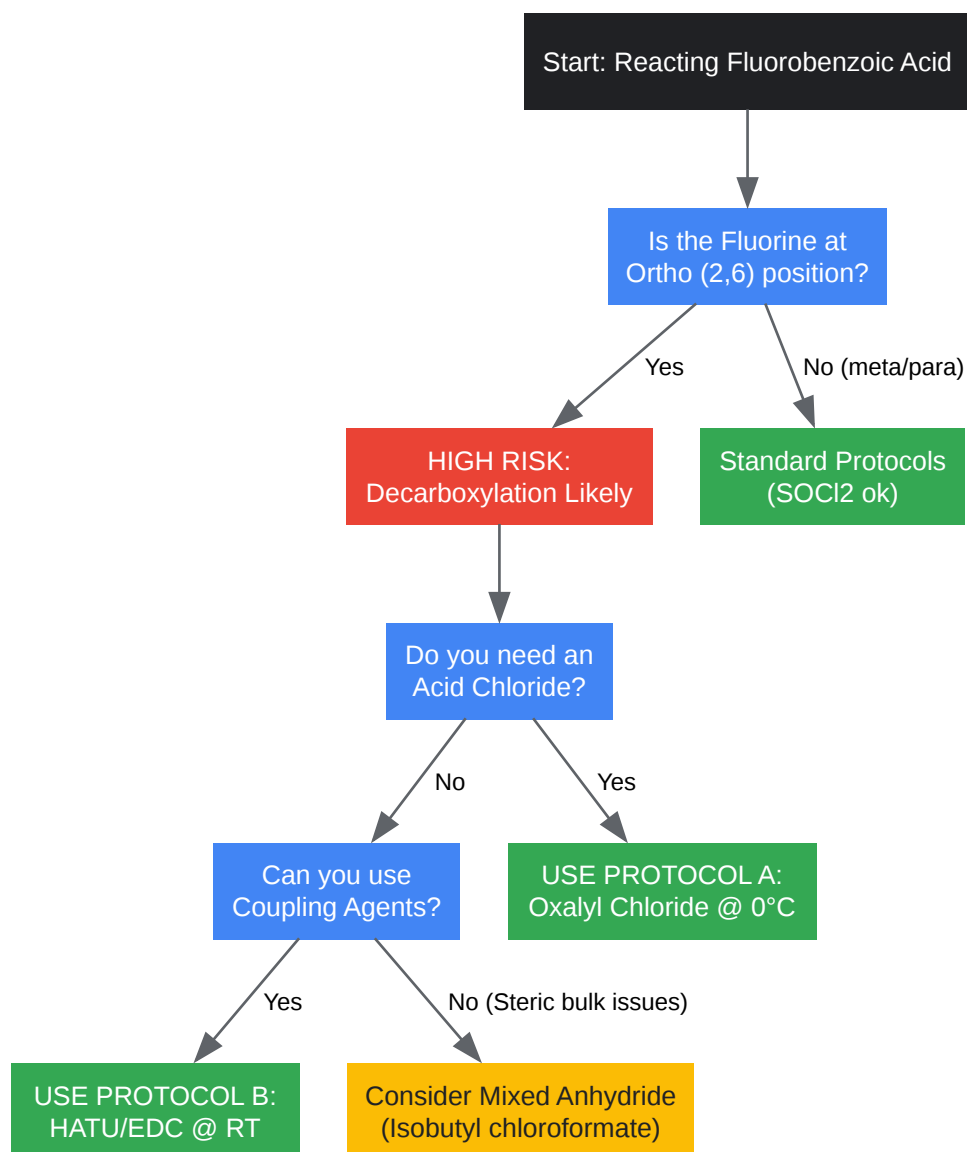 Start: Reacting Fluorobenzoic Acid
Is the Fluorine at
Ortho (2,6) position?
Yes
No (meta/para)
HIGH RISK:
Decarboxylation Likely
Standard Protocols
(SOCl2 ok)
Do you need an
Acid Chloride?
No
Yes
Can you use
Coupling Agents?
USE PROTOCOL A:
Oxalyl Chloride @ 0°C
Yes
No (Steric bulk issues)
USE PROTOCOL B:
HATU/EDC @ RT
Consider Mixed Anhydride
(Isobutyl chloroformate)